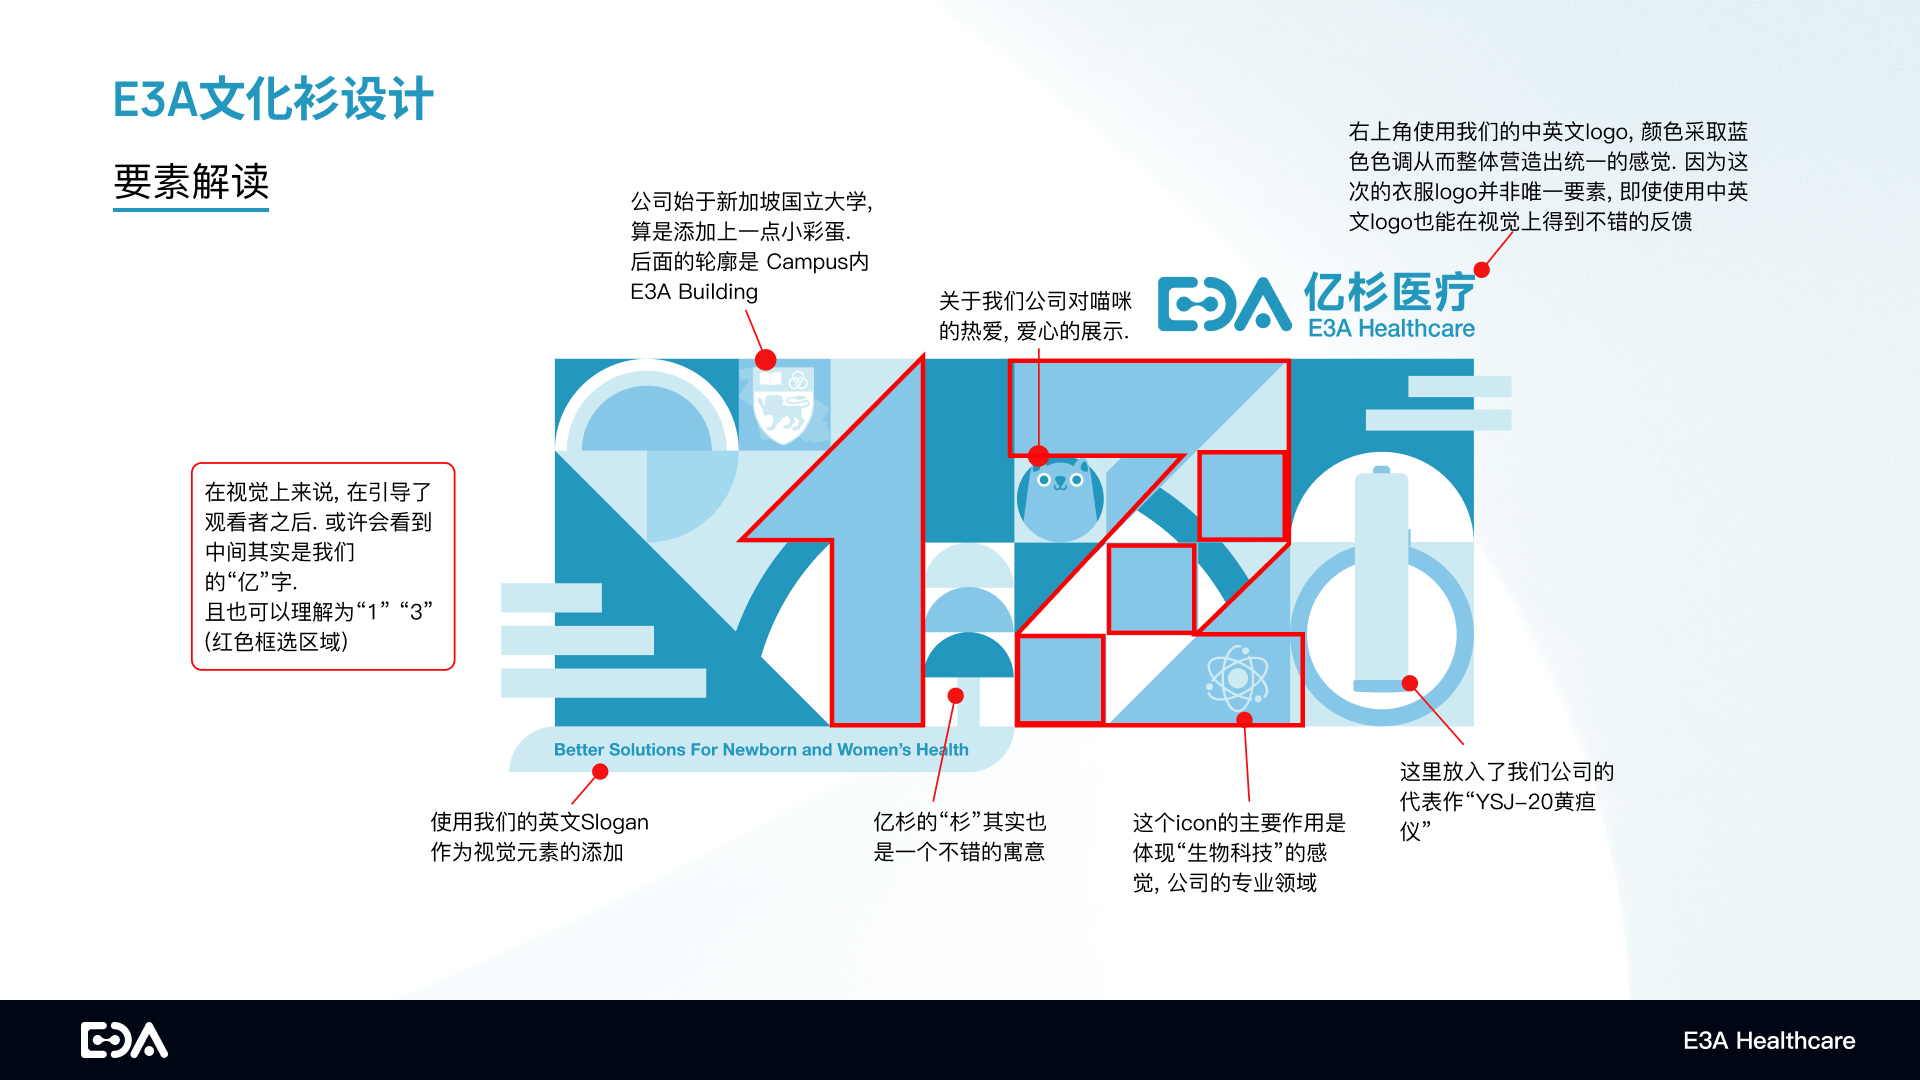 E3A文化衫设计
要素解读
右上角使用我们的中英文logo, 颜色采取蓝
色色调从而整体营造出统一的感觉. 因为这
次的衣服logo并非唯一要素, 即使使用中英
文logo也能在视觉上得到不错的反馈
公司始于新加坡国立大学,
算是添加上一点小彩蛋.
后面的轮廓是 Campus内
E3A Building
关于我们公司对喵咪
的热爱, 爱心的展示.
亿杉医疗
E3A Healthcare
在视觉上来说, 在引导了
观看者之后. 或许会看到
中间其实是我们
的“亿”字.
且也可以理解为“1” “3”
(红色框选区域)
Better Solutions For Newborn and Women’s Health
使用我们的英文Slogan
作为视觉元素的添加
亿杉的“杉”其实也
是一个不错的寓意
这个icon的主要作用是
体现“生物科技”的感
觉, 公司的专业领域
这里放入了我们公司的
代表作“YSJ-20黄疸
仪”
E3A Healthcare